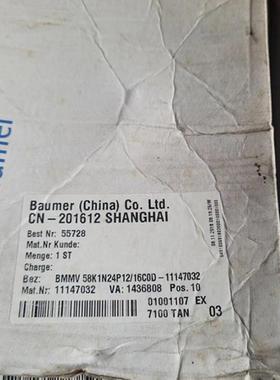 Baumer (China) Co. Ltd.
CN-201612 SHANGHAI
Best Nr: 55728
Mat.Nr Kunde:
Menge: 1 ST
Charge:
Bez: BMMV 58K1N24P12/16C0D-11147032
Mat.Nr: 11147032 VA: 1436808 Pos. 10
01001107 EX
7100 TAN 03